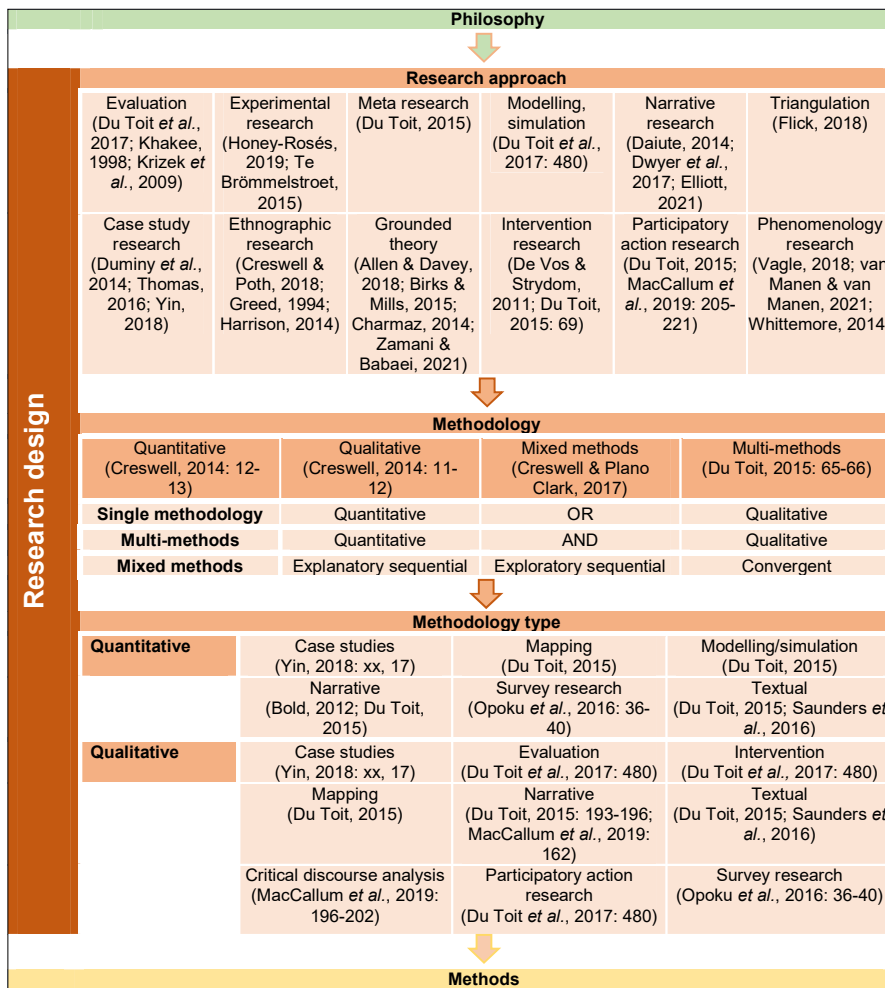 Philosophy
Research design
Research approach
Evaluation
(Du Toit et al.,
2017; Khakee,
1998; Krizek et
al., 2009)
Experimental
research
(Honey-Rosés,
2019; Te
Brömmelstroet,
2015)
Meta research
(Du Toit, 2015)
Modelling,
simulation
(Du Toit et al.,
2017: 480)
Narrative
research
(Daiute, 2014;
Dwyer et al.,
2017; Elliott,
2021)
Triangulation
(Flick, 2018)
Case study
research
(Duminy et al.,
2014; Thomas,
2016; Yin,
2018)
Ethnographic
research
(Creswell &
Poth, 2018;
Greed, 1994;
Harrison, 2014)
Grounded
theory
(Allen & Davey,
2018; Birks &
Mills, 2015;
Charmaz, 2014;
Zamani &
Babaei, 2021)
Intervention
research
(De Vos &
Strydom,
2011; Du Toit,
2015: 69)
Participatory
action research
(Du Toit, 2015;
MacCallum et
al., 2019: 205-
221)
Phenomenology
research
(Vagle, 2018; van
Manen & van
Manen, 2021;
Whittemore, 2014)
Methodology
Quantitative
(Creswell, 2014: 12-
13)
Qualitative
(Creswell, 2014: 11-
12)
Mixed methods
(Creswell & Plano
Clark, 2017)
Multi-methods
(Du Toit, 2015: 65-66)
Single methodology Quantitative OR Qualitative
Multi-methods Quantitative AND Qualitative
Mixed methods Explanatory sequential Exploratory sequential Convergent
Methodology type
Quantitative
Case studies
(Yin, 2018: xx, 17)
Mapping
(Du Toit, 2015)
Modelling/simulation
(Du Toit, 2015)
Narrative
(Bold, 2012; Du Toit,
2015)
Survey research
(Opoku et al., 2016: 36-
40)
Textual
(Du Toit, 2015; Saunders et
al., 2016)
Qualitative
Case studies
(Yin, 2018: xx, 17)
Evaluation
(Du Toit et al., 2017: 480)
Intervention
(Du Toit et al., 2017: 480)
Mapping
(Du Toit, 2015)
Narrative
(Du Toit, 2015: 193-196;
MacCallum et al., 2019:
162)
Textual
(Du Toit, 2015; Saunders et
al., 2016)
Critical discourse analysis
(MacCallum et al., 2019:
196-202)
Participatory action
research
(Du Toit et al., 2017: 480)
Survey research
(Opoku et al., 2016: 36-40)
Methods